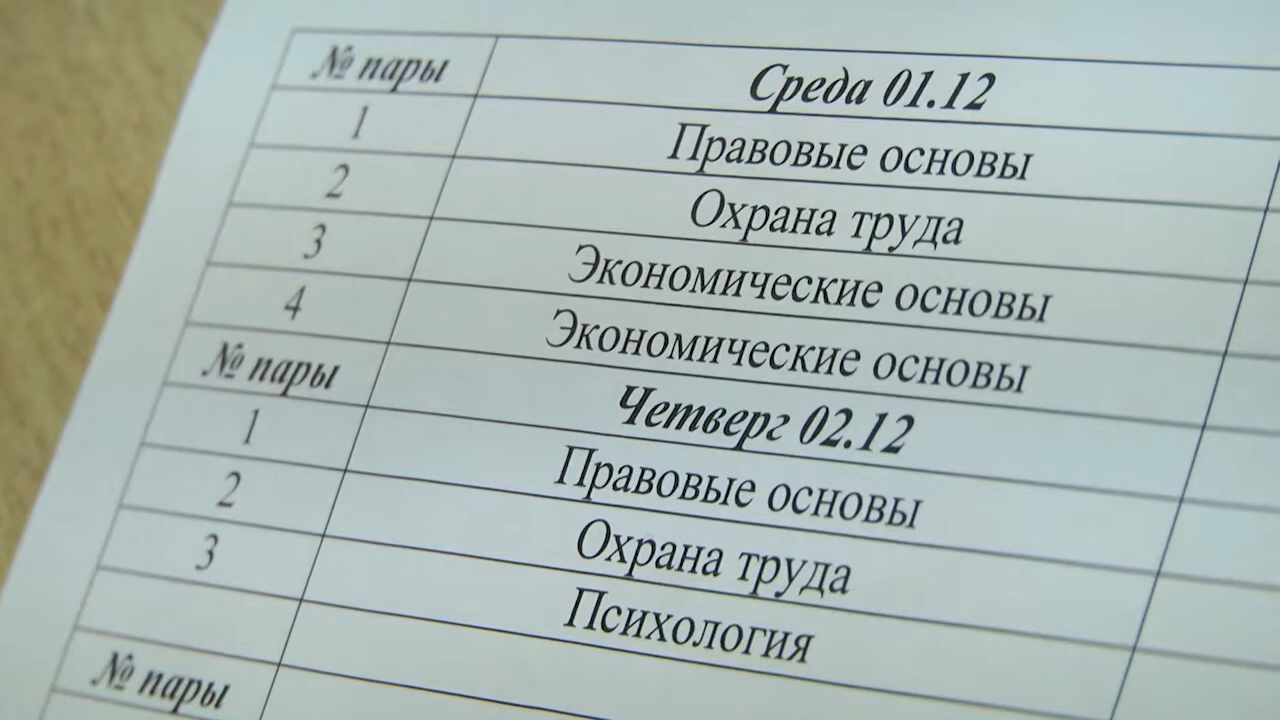 № пары Среда 01.12
1 Правовые основы
2 Охрана труда
3 Экономические основы
4 Экономические основы
№ пары Четверг 02.12
1 Правовые основы
2 Охрана труда
3 Психология
№ пары